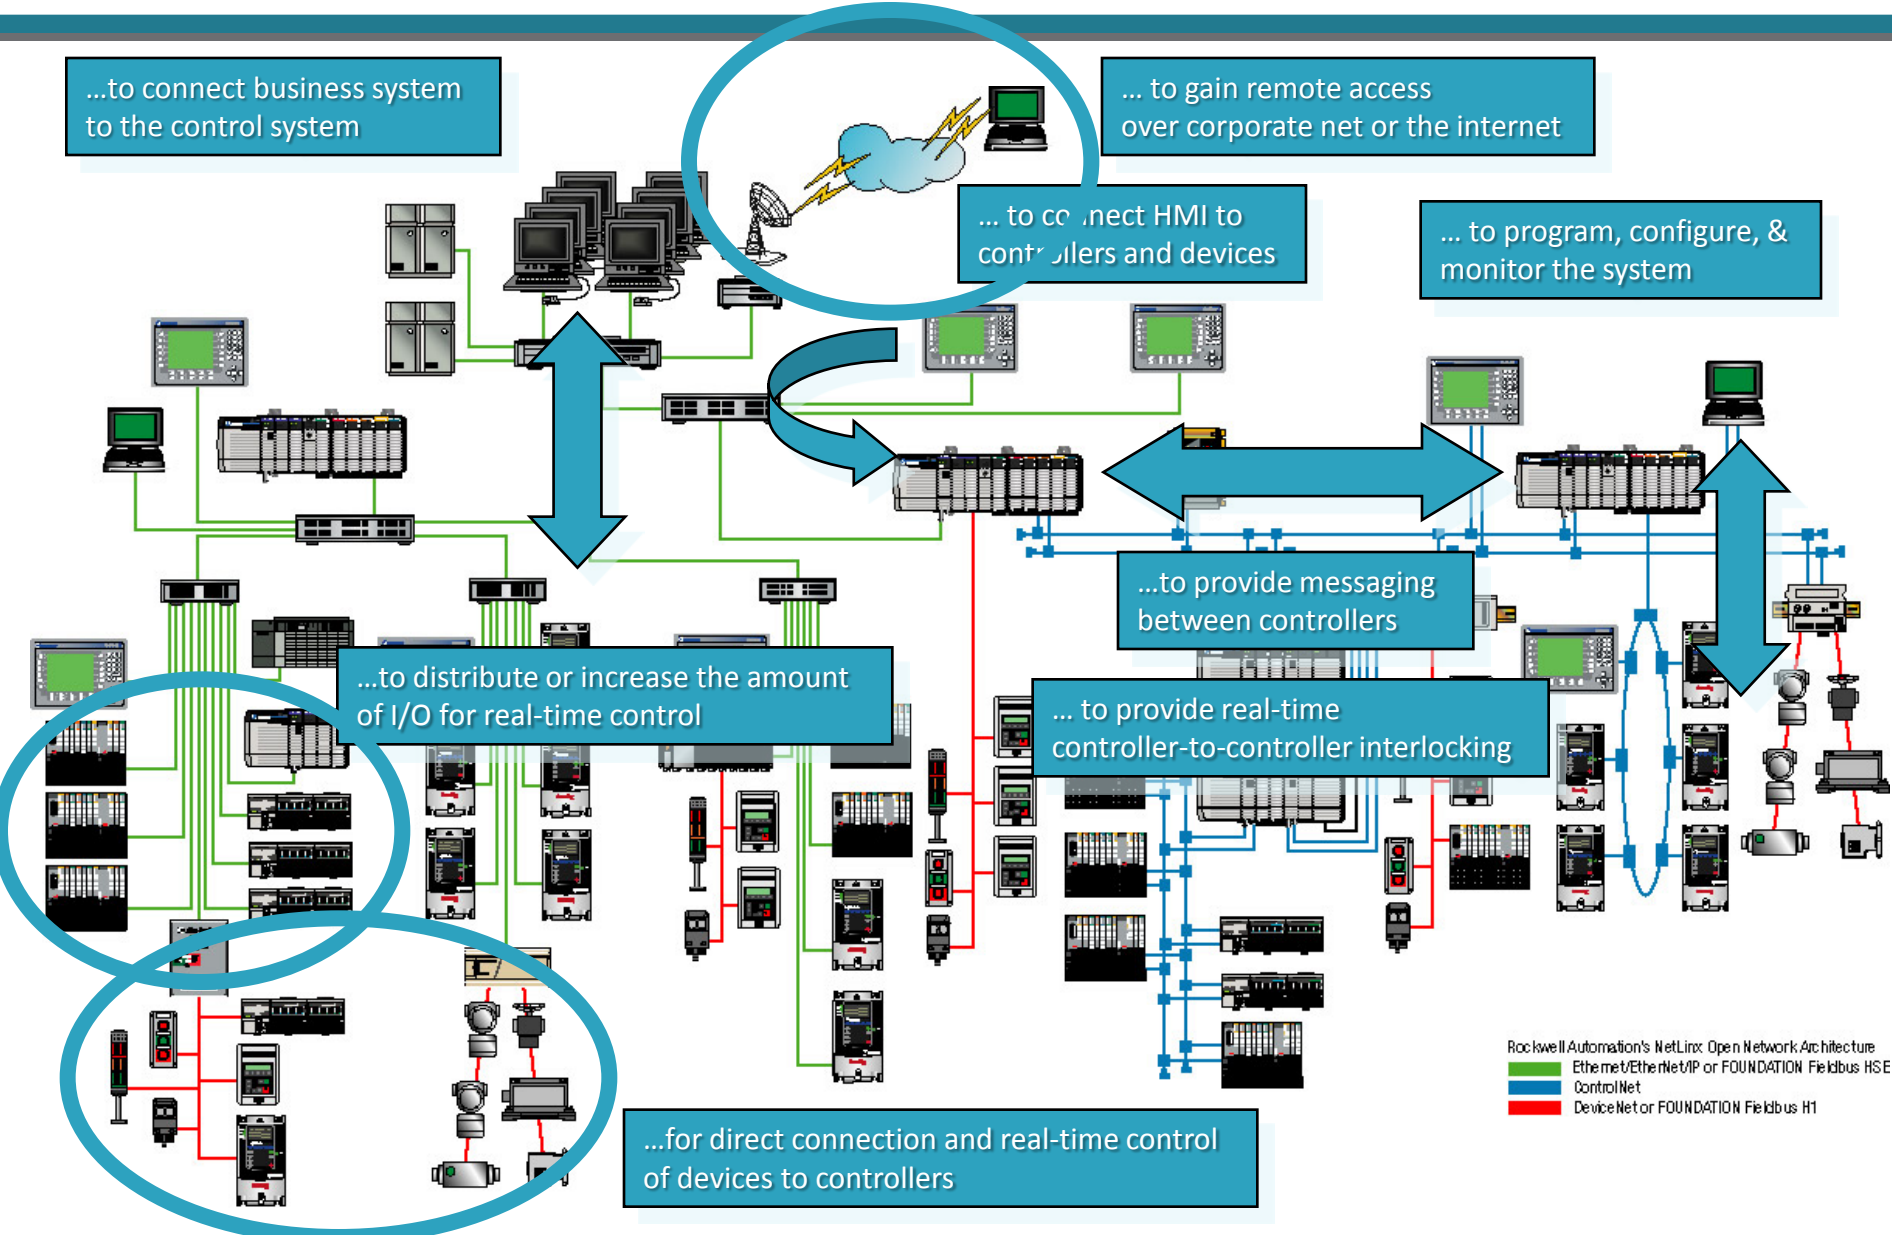 ...to connect business system
to the control system
... to gain remote access
over corporate net or the internet
... to connect HMI to
controllers and devices
... to program, configure, &
monitor the system
...to provide messaging
between controllers
...to distribute or increase the amount
of I/O for real-time control
... to provide real-time
controller-to-controller interlocking
...for direct connection and real-time control
of devices to controllers
Rockwell Automation's NetLinx Open Network Architecture
Ethernet/EtherNet/IP or FOUNDATION Fieldbus HSE
ControlNet
DeviceNet or FOUNDATION Fieldbus H1